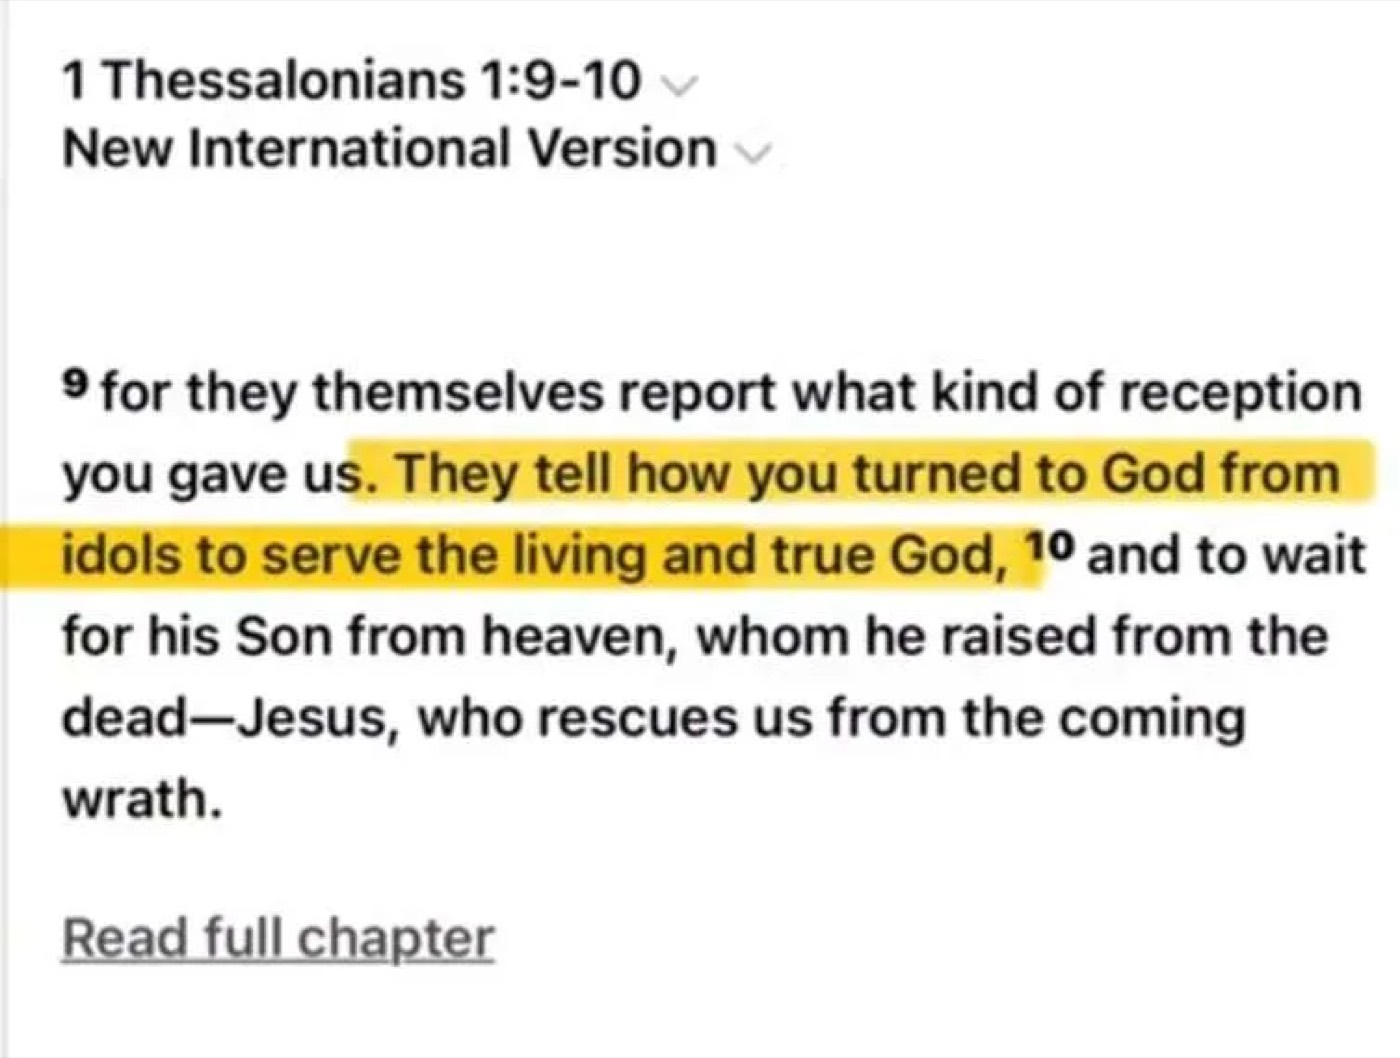 1 Thessalonians 1:9-10
New International Version
9 for they themselves report what kind of reception
you gave us. They tell how you turned to God from
idols to serve the living and true God, 10 and to wait
for his Son from heaven, whom he raised from the
dead—Jesus, who rescues us from the coming
wrath.
Read full chapter